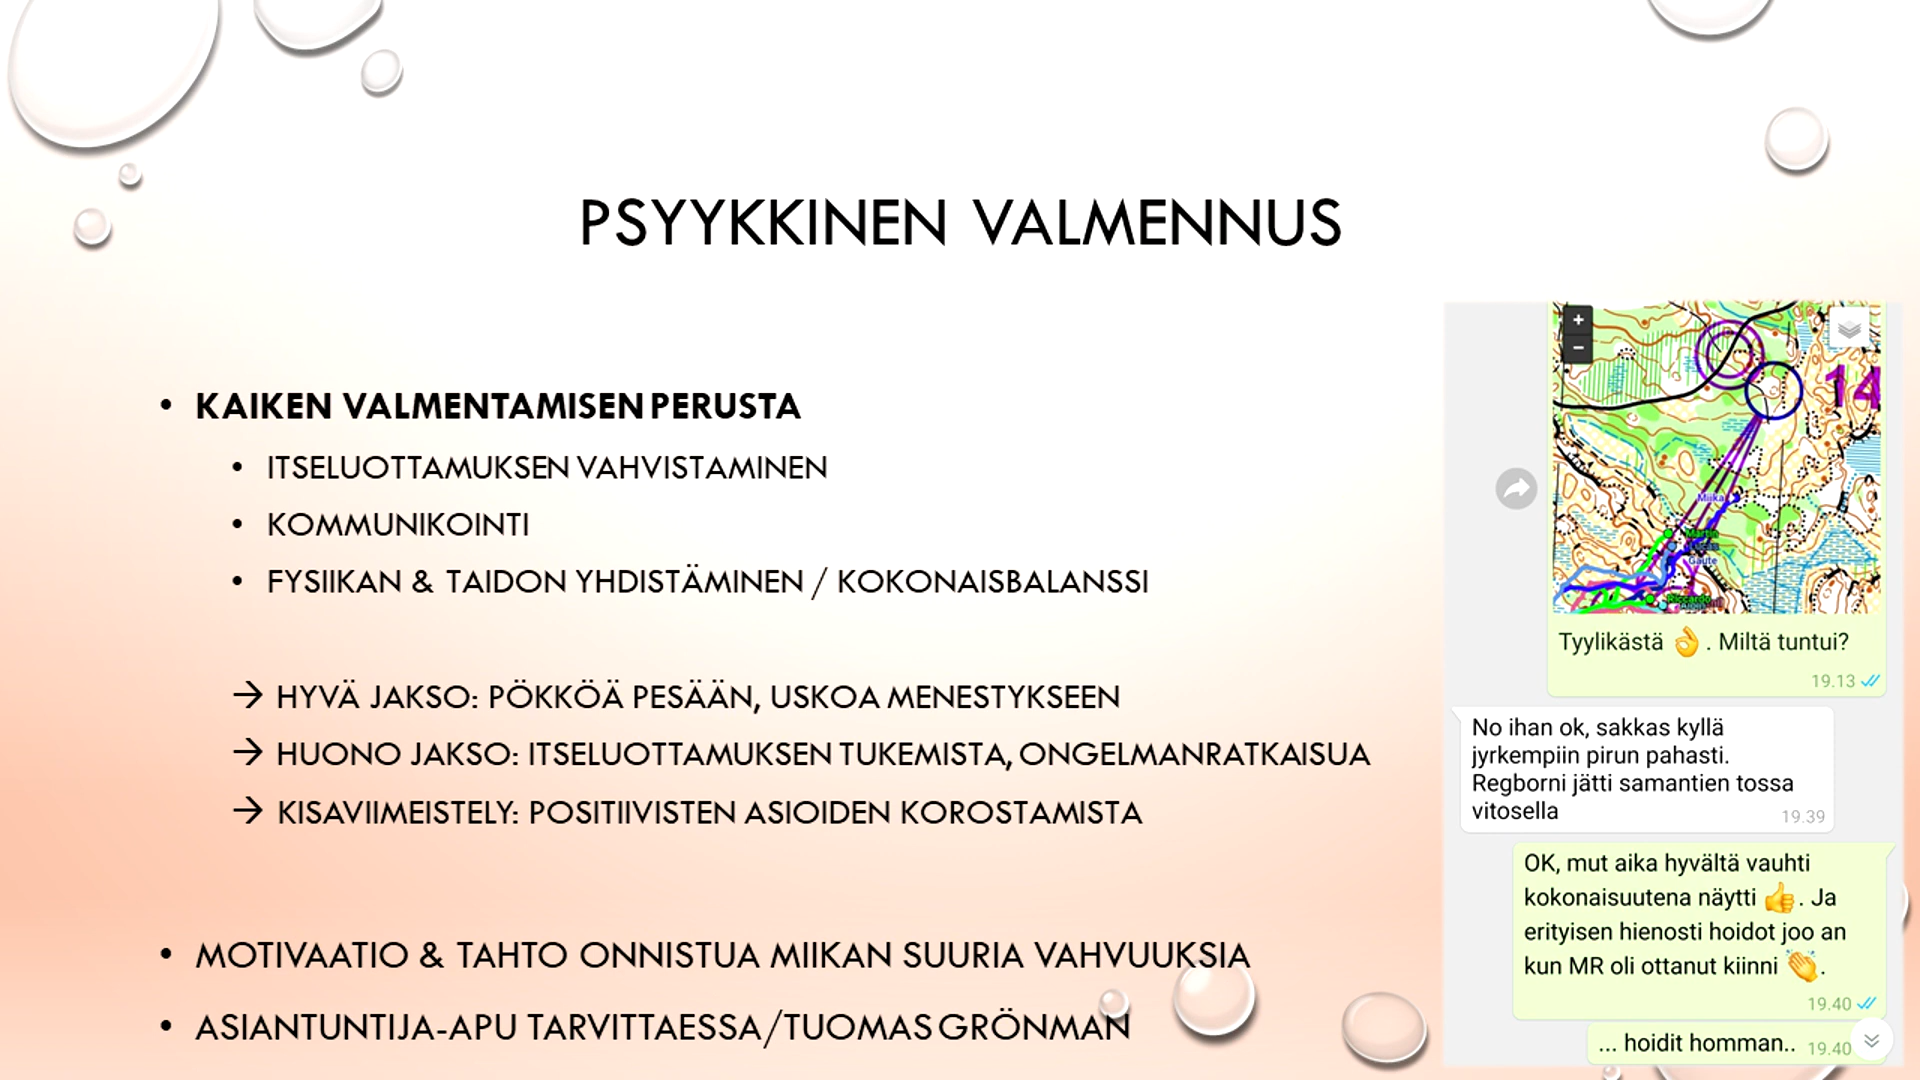 PSYYKKINEN VALMENNUS
• KAIKEN VALMENTAMISEN PERUSTA
• ITSELUOTTAMUKSEN VAHVISTAMINEN
• KOMMUNIKOINTI
• FYSIIKAN & TAIDON YHDISTÄMINEN / KOKONAISBALANSSI
→ HYVÄ JAKSO: PÖKKÖÄ PESÄÄN, USKOA MENESTYKSEEN
→ HUONO JAKSO: ITSELUOTTAMUKSEN TUKEMISTA, ONGELMANRATKAISUA
→ KISAVIIMEISTELY: POSITIIVISTEN ASIOIDEN KOROSTAMISTA
• MOTIVAATIO & TAHTO ONNISTUA MIIKAN SUURIA VAHVUUKSIA
• ASIANTUNTIJA-APU TARVITTAESSA/TUOMAS GRÖNMAN
+
−
14
Miika
Martin
Lucas
Gaute
Riccardo
Tyylikästä 👌. Miltä tuntui?
19.13
No ihan ok, sakkas kyllä
jyrkempiin pirun pahasti.
Regborni jätti samantien tossa
vitosella
19.39
OK, mut aika hyvältä vauhti
kokonaisuutena näytti 👍. Ja
erityisen hienosti hoidot joo an
kun MR oli ottanut kiinni 👏.
19.40
... hoidit homman..
19.40